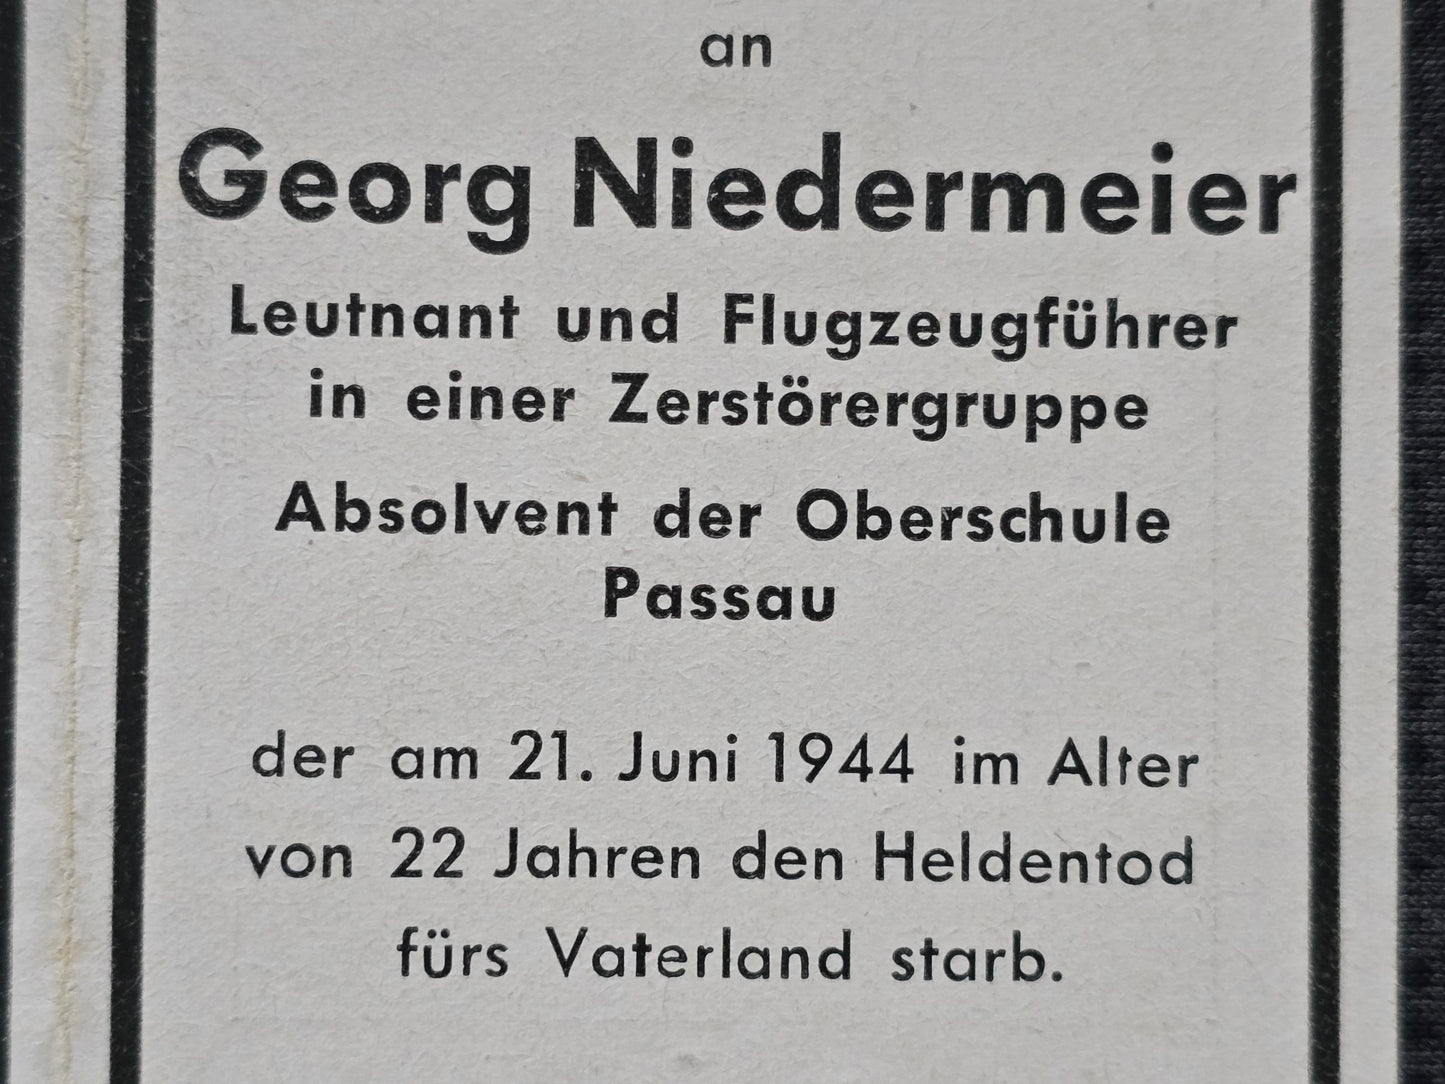 an
Georg Niedermeier
Leutnant und Flugzeugführer
in einer Zerstörergruppe
Absolvent der Oberschule
Passau
der am 21. Juni 1944 im Alter
von 22 Jahren den Heldentod
fürs Vaterland starb.